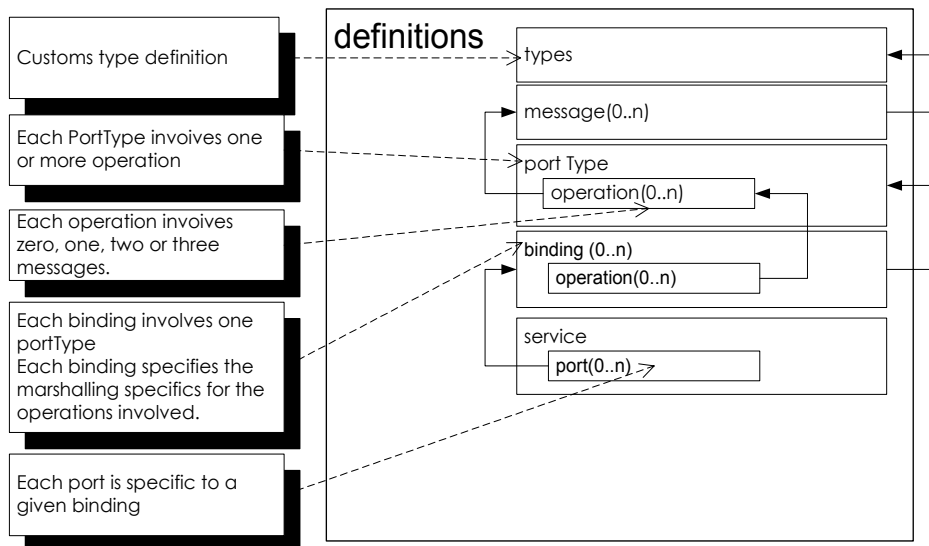 Customs type definition
Each PortType invoives one
or more operation
Each operation invoives
zero, one, two or three
messages.
Each binding involves one
portType
Each binding specifies the
marshalling specifics for the
operations involved.
Each port is specific to a
given binding
definitions
types
message(0..n)
port Type
operation(0..n)
binding (0..n)
operation(0..n)
service
port(0..n)